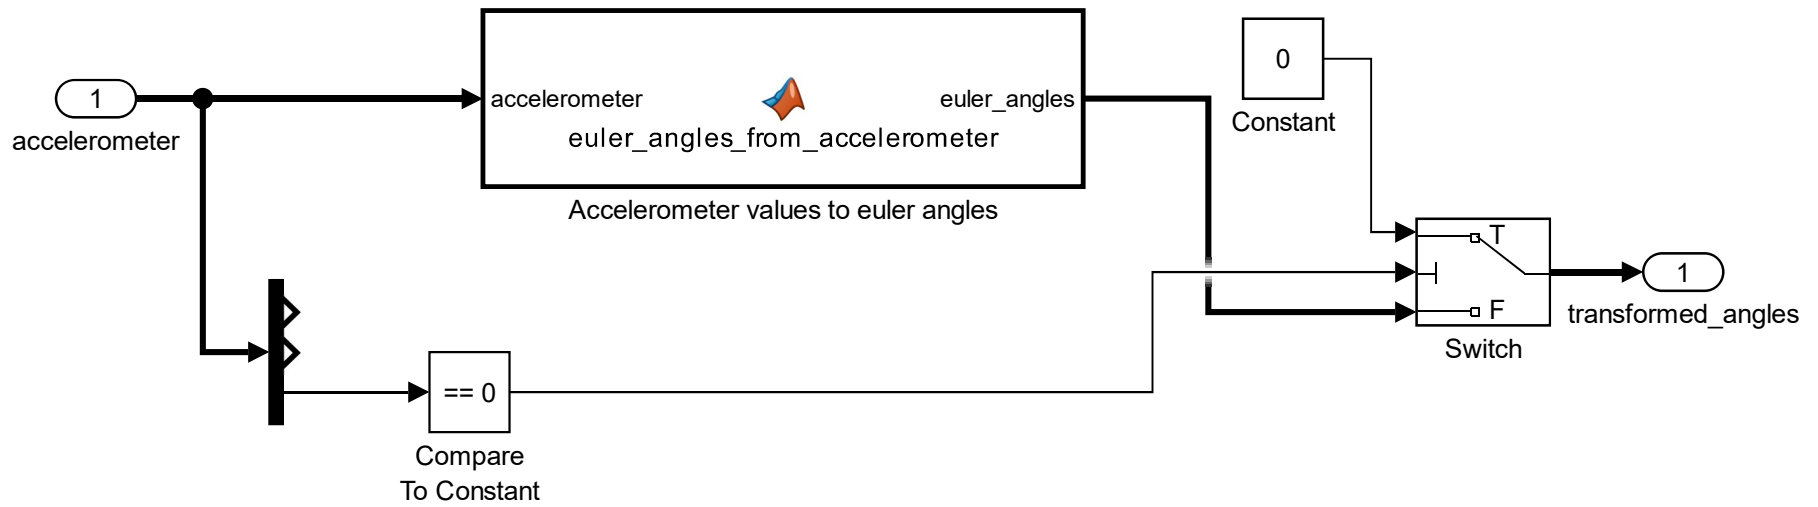 1
accelerometer
accelerometer
euler_angles
euler_angles_from_accelerometer
Accelerometer values to euler angles
0
Constant
== 0
Compare
To Constant
T
F
Switch
1
transformed_angles